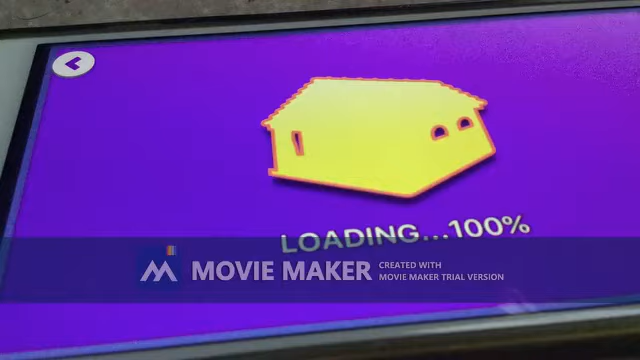 LOADING...100%
MOVIE MAKER
CREATED WITH
MOVIE MAKER TRIAL VERSION